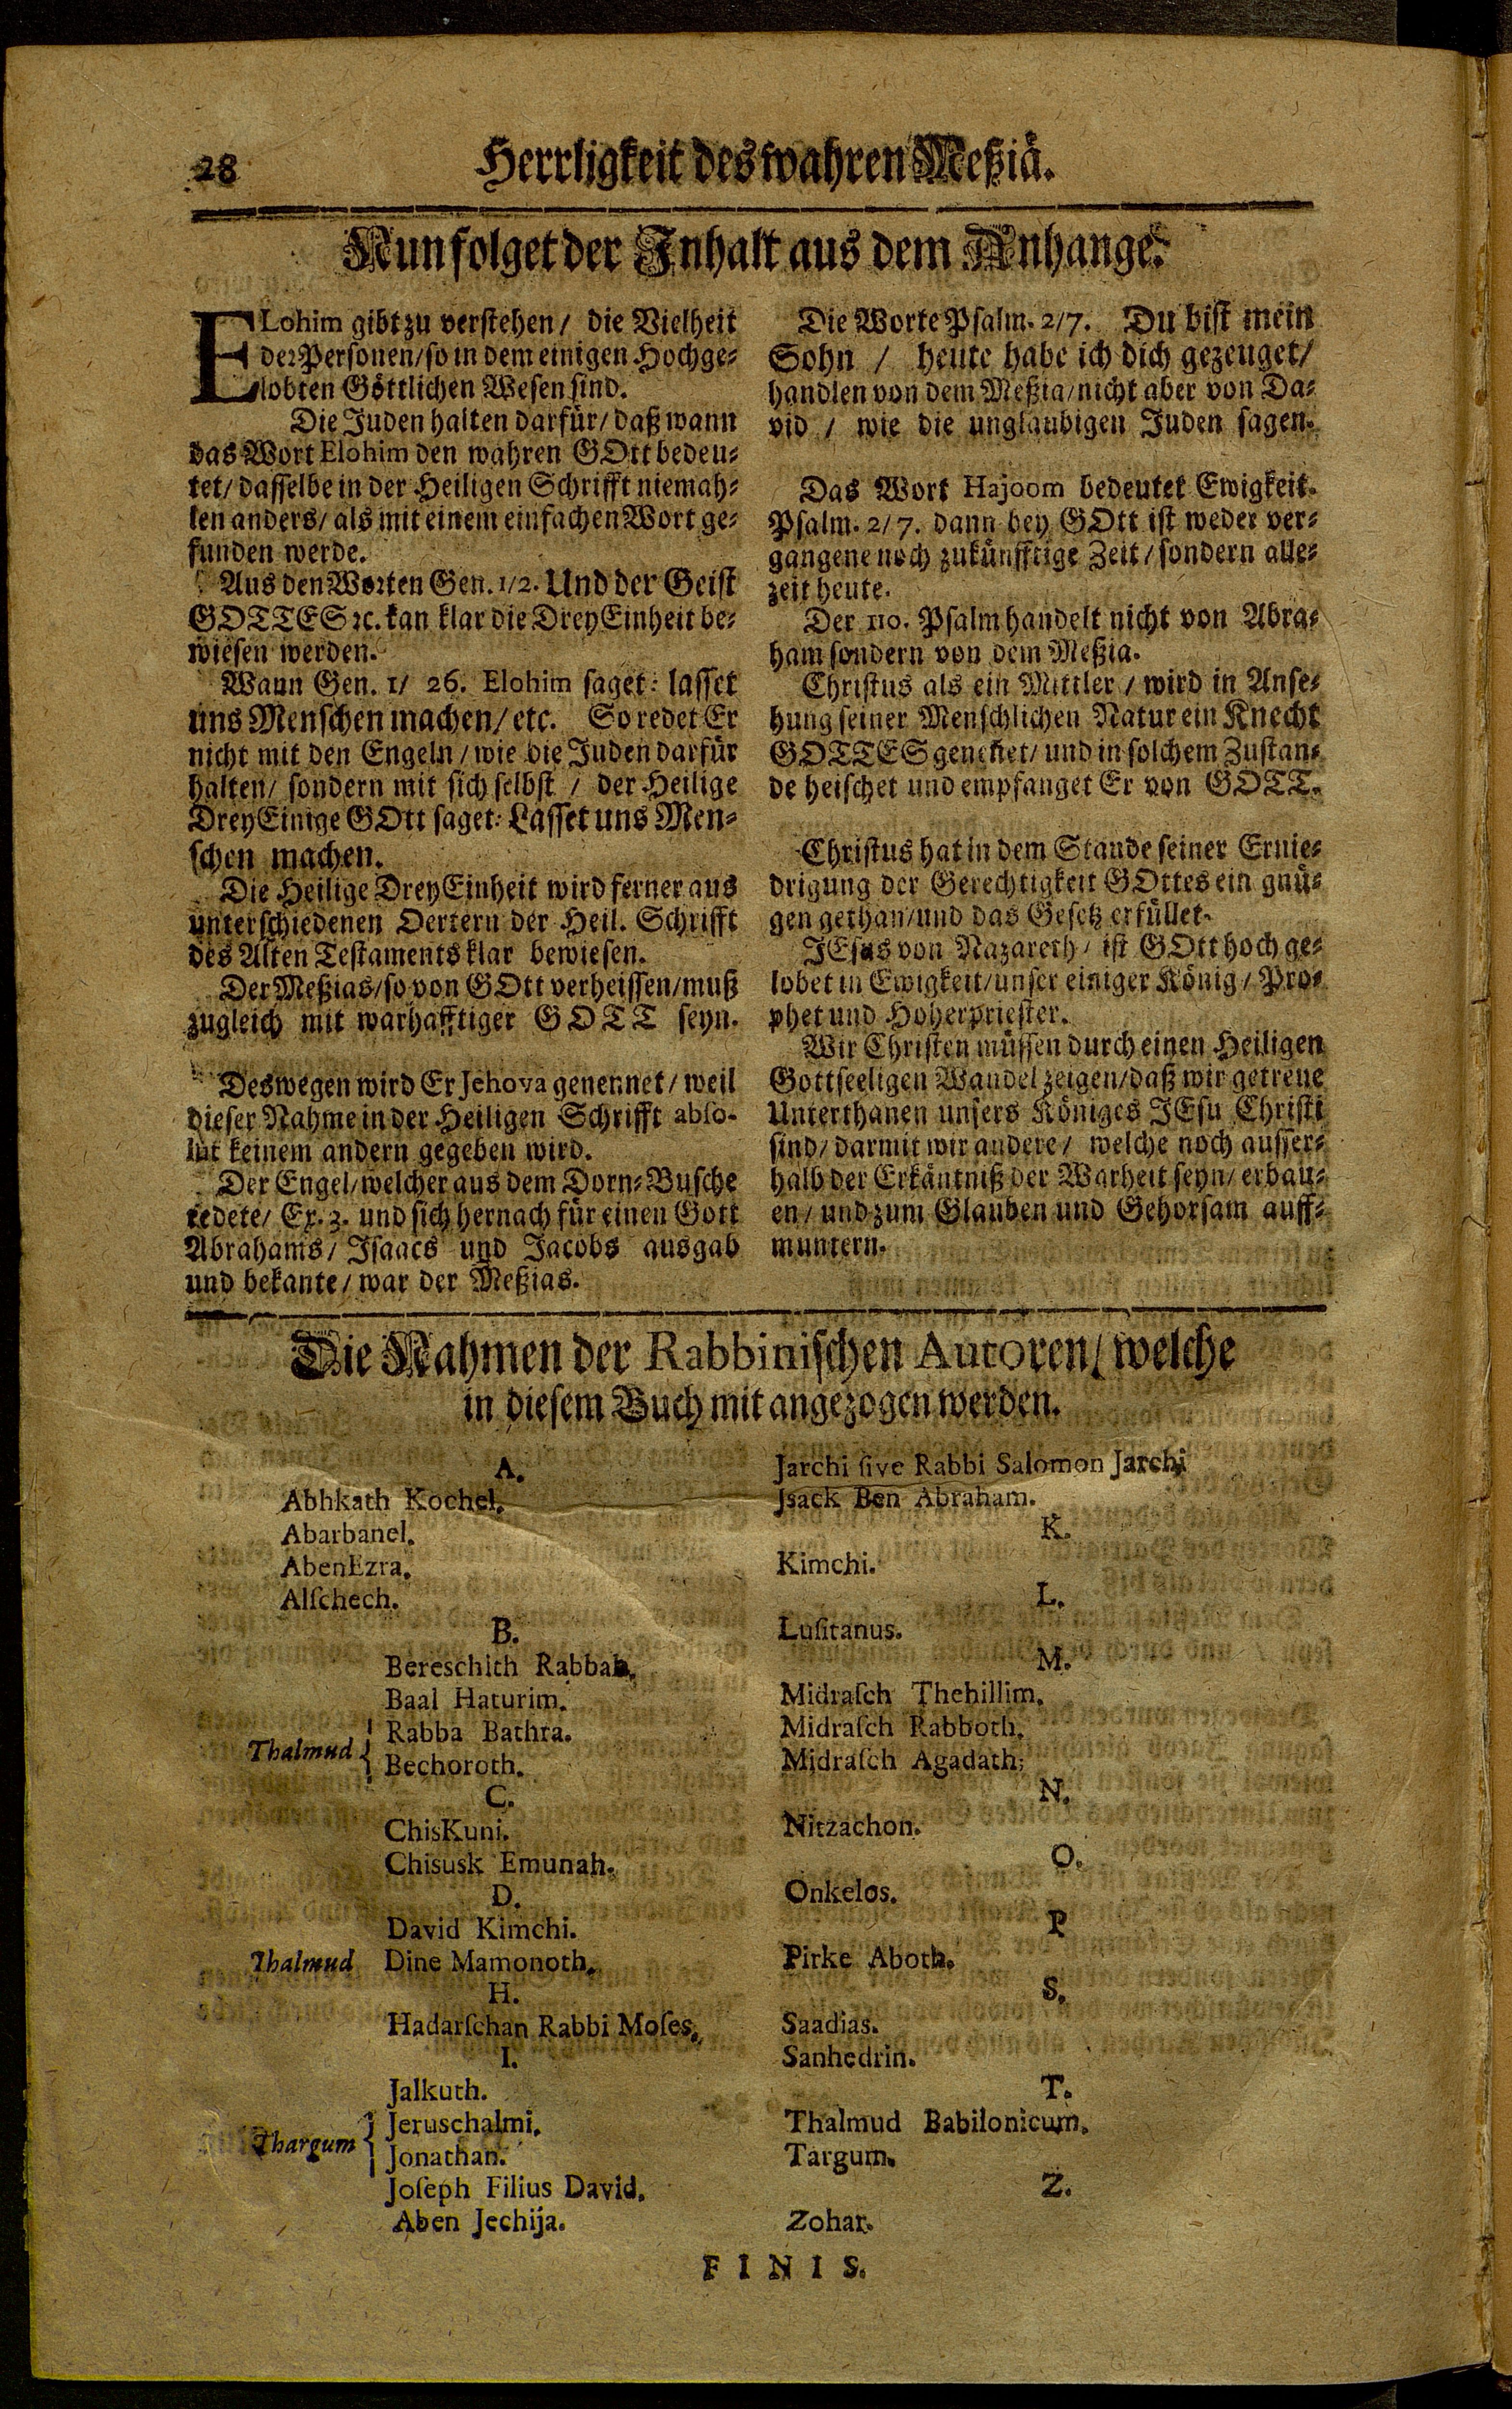 28
Herrligkeit des wahren Meßiä.
Nun folget der Inhalt aus dem Anhange.
ELohim gibt zu verstehen / die Vielheit
der Personen / so in dem einigen Hochge-
lobten Göttlichen Wesen sind.
Die Juden halten darfür / daß wann
das Wort Elohim den wahren GOtt bedeu-
tet / dasselbe in der Heiligen Schrifft niemah-
len anders / als mit einem einfachen Wort ge-
funden werde.
Aus den Worten Gen. 1/2. Und der Geist
GOTTES ꝛc. kan klar die DreyEinheit be-
wiesen werden.
Wann Gen. 1/ 26. Elohim saget: lasset
uns Menschen machen / etc. So redet Er
nicht mit den Engeln / wie die Juden darfür
halten / sondern mit sich selbst / der Heilige
DreyEinige GOtt saget: Lasset uns Men-
schen machen.
Die Heilige DreyEinheit wird ferner aus
unterschiedenen Oertern der Heil. Schrifft
des Alten Testaments klar bewiesen.
Der Meßias / so von GOtt verheissen / muß
zugleich mit warhafftiger GOTT seyn.
Deswegen wird Er Jehova genennet / weil
dieser Nahme in der Heiligen Schrifft abso-
lut keinem andern gegeben wird.
Der Engel / welcher aus dem Dorn-Busche
redete / Ex. 3. und sich hernach für einen Gott
Abrahams / Isaacs und Jacobs ausgab
und bekante / war der Meßias.
Die Worte Psalm. 2/7. Du bist mein
Sohn / heute habe ich dich gezeuget /
handlen von dem Meßia / nicht aber von Da-
vid / wie die unglaubigen Juden sagen.
Das Wort Hajoom bedeutet Ewigkeit.
Psalm. 2/7. dann bey GOtt ist weder ver-
gangene noch zukünfftige Zeit / sondern alle-
zeit heute.
Der 110. Psalm handelt nicht von Abra-
ham sondern von dem Meßia.
Christus als ein Mittler / wird in Anse-
hung seiner Menschlichen Natur ein Knecht
GOTTES genenet / und in solchem Zustan-
de heischet und empfanget Er von GOTT.
Christus hat in dem Stande seiner Ernie-
drigung der Gerechtigkeit GOttes ein gnü-
gen gethan / und das Gesetz erfüllet.
JEsus von Nazareth / ist GOtt hoch ge-
lobet in Ewigkeit / unser einiger König / Pro-
phet und Hoherpriester.
Wir Christen müssen durch einen Heiligen
Gottseeligen Wandel zeigen / daß wir getreue
Unterthanen unsers Königes JEsu Christi
sind / darmit wir andere / welche noch ausser-
halb der Erkäntniß der Warheit seyn / erbau-
en / und zum Glauben und Gehorsam auff-
muntern.
Die Nahmen der Rabbinischen Autoren / welche
in diesem Buch mit angezogen werden.
A.
Abhkath Kochel.
Abarbanel.
AbenEzra.
Alschech.
B.
Bereschith Rabbah.
Baal Haturim.
Thalmud { Rabba Bathra.
Bechoroth.
C.
ChisKuni.
Chisusk Emunah.
D.
David Kimchi.
Thalmud Dine Mamonoth.
H.
Hadarschan Rabbi Moses.
I.
Jalkuth.
Thargum { Jeruschalmi.
Jonathan.
Joseph Filius David.
Aben Jechija.
Jarchi sive Rabbi Salomon Jarchi
Jsack Ben Abraham.
K.
Kimchi.
L.
Lusitanus.
M.
Midrasch Thehillim.
Midrasch Rabboth.
Midrasch Agadath.
N.
Nitzachon.
O.
Onkelos.
P
Pirke Aboth.
S.
Saadias.
Sanhedrin.
T.
Thalmud Babilonicum.
Targum.
Z.
Zohar.
FINIS.